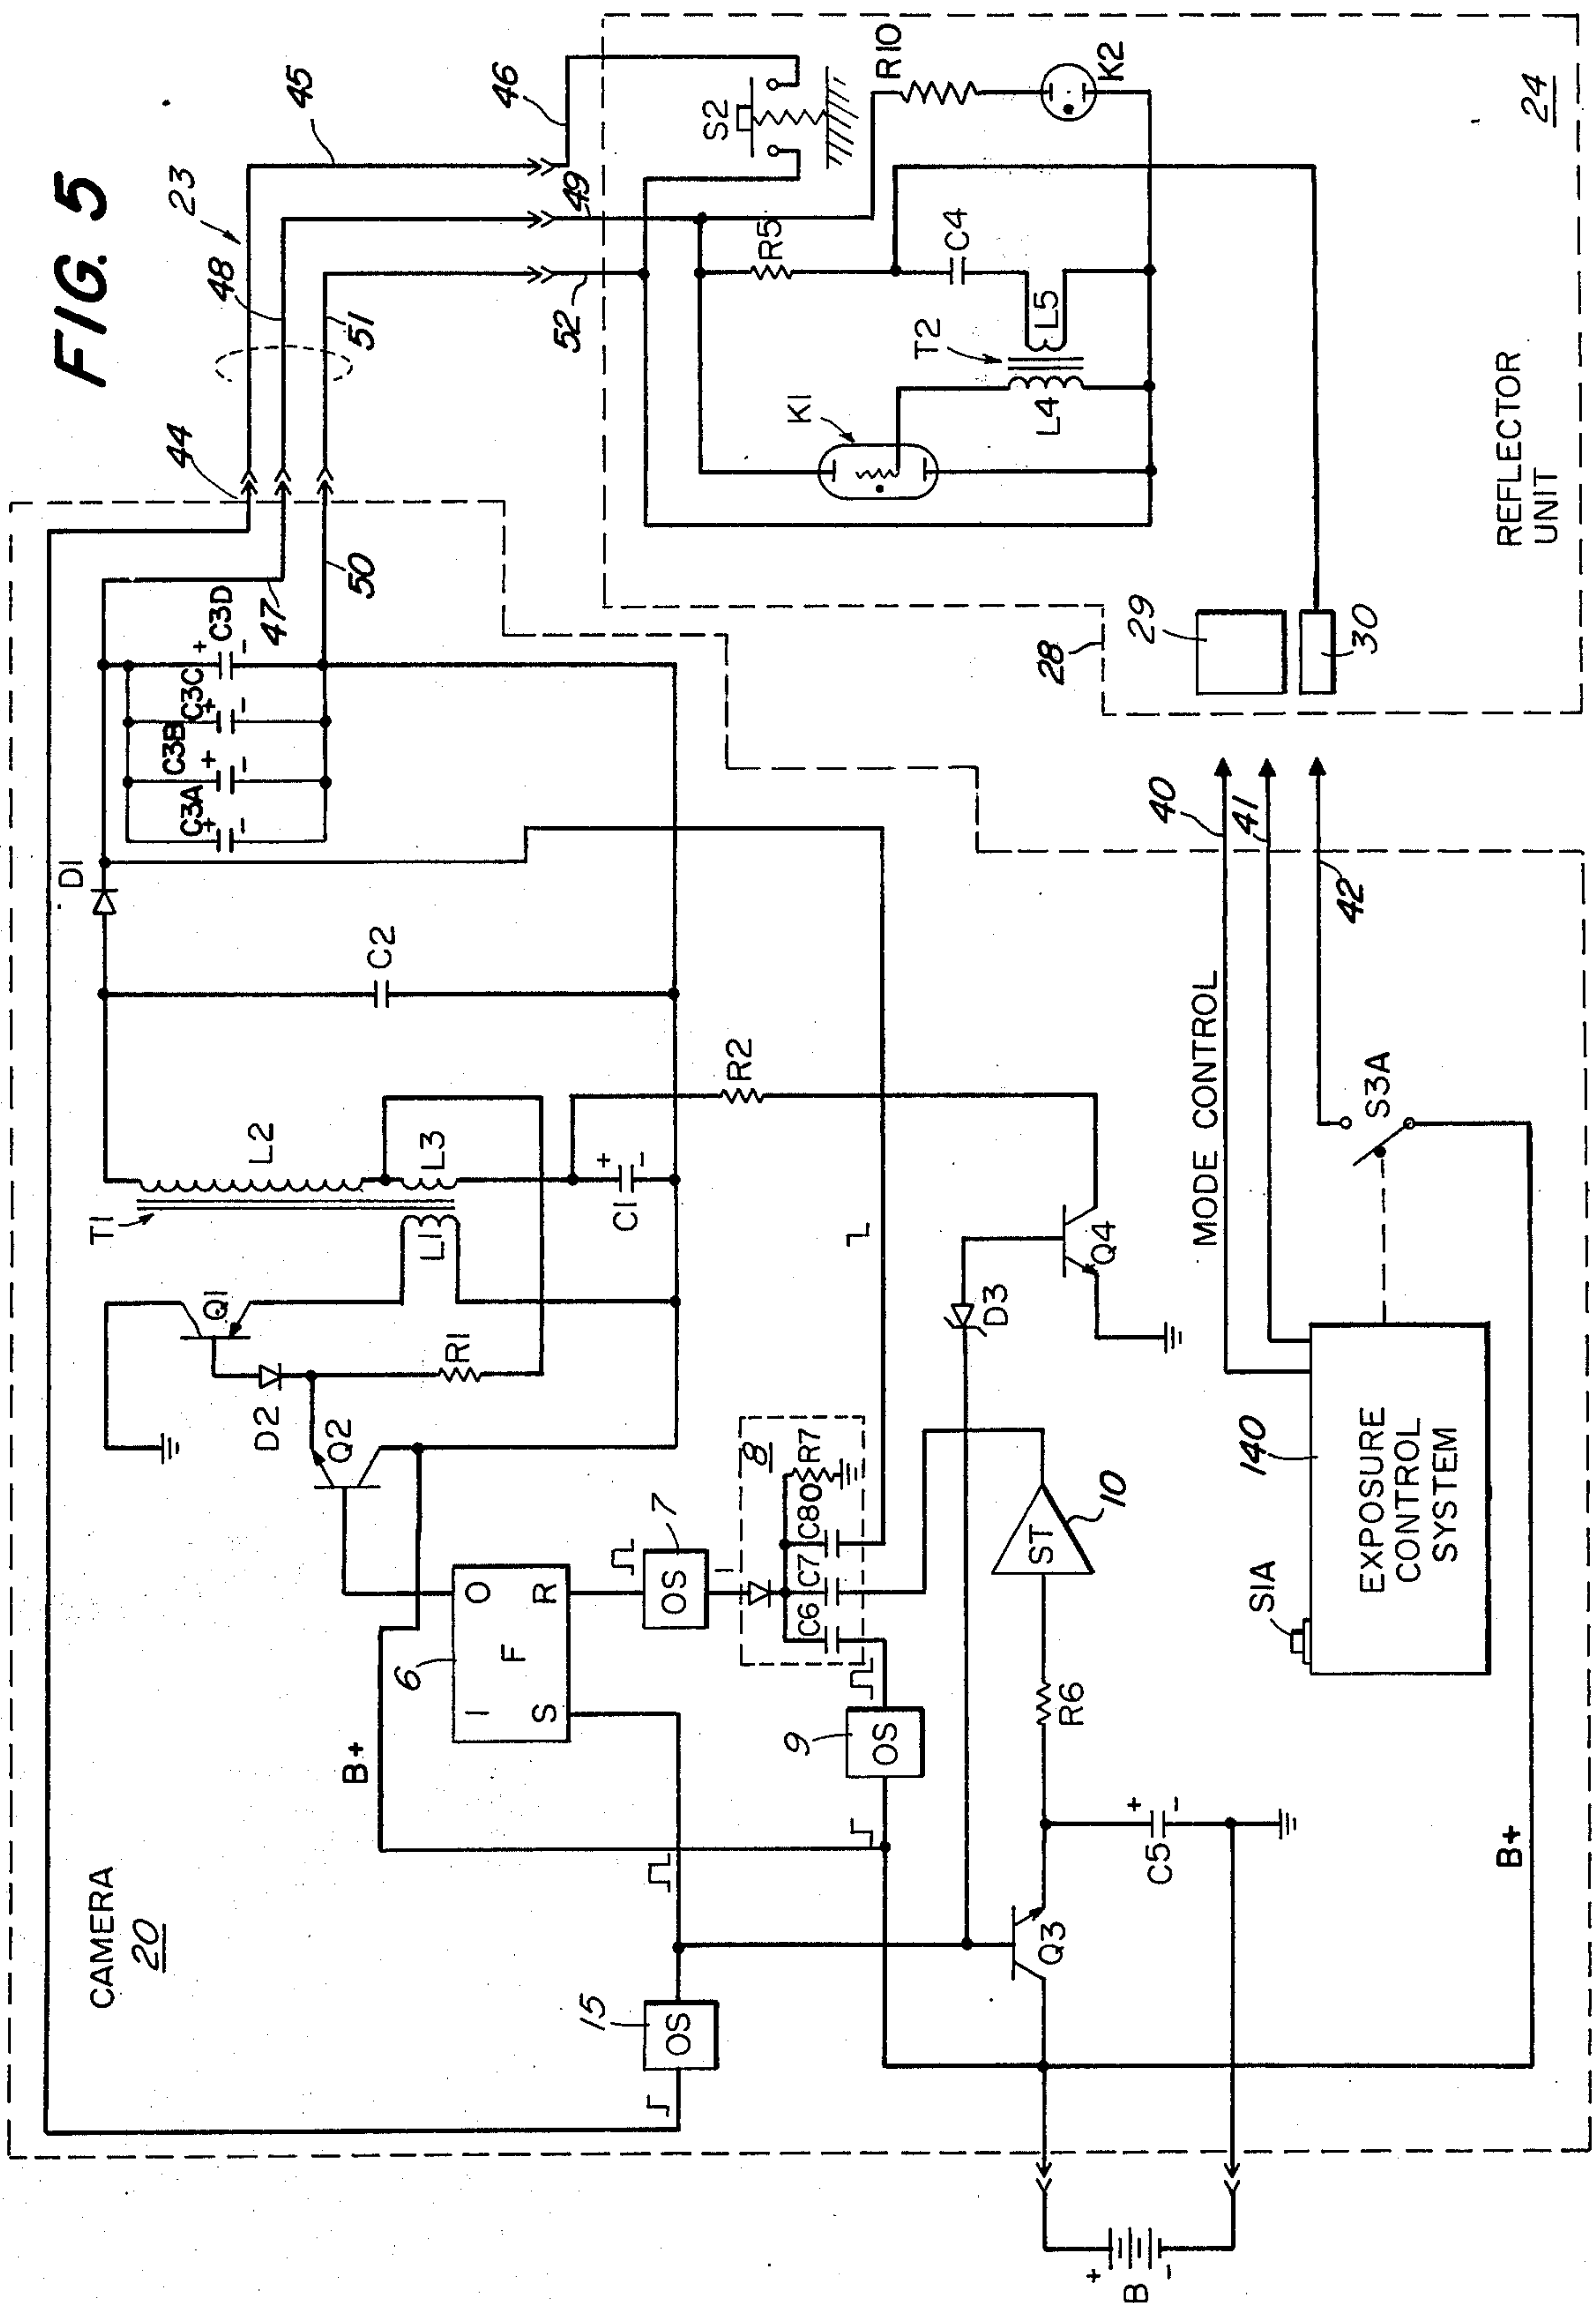 FIG. 5
CAMERA
20
15
OS
B+
6
I
F
O
S
R
7
OS
8
C6
C7
C80
R7
9
OS
Q2
D2
Q1
R1
T1
L1
L2
L3
C1
+
-
R2
C2
D1
C3A
C3B
C3C
C3D
+
-
+
-
+
-
+
-
44
47
50
23
45
48
51
46
49
52
S2
R10
K2
R5
C4
L5
T2
L4
K1
24
REFLECTOR
UNIT
28
29
30
40
41
42
MODE CONTROL
S3A
Q4
D3
ST
10
R6
C5
+
-
Q3
140
EXPOSURE
CONTROL
SYSTEM
S1A
B+
+
B
-